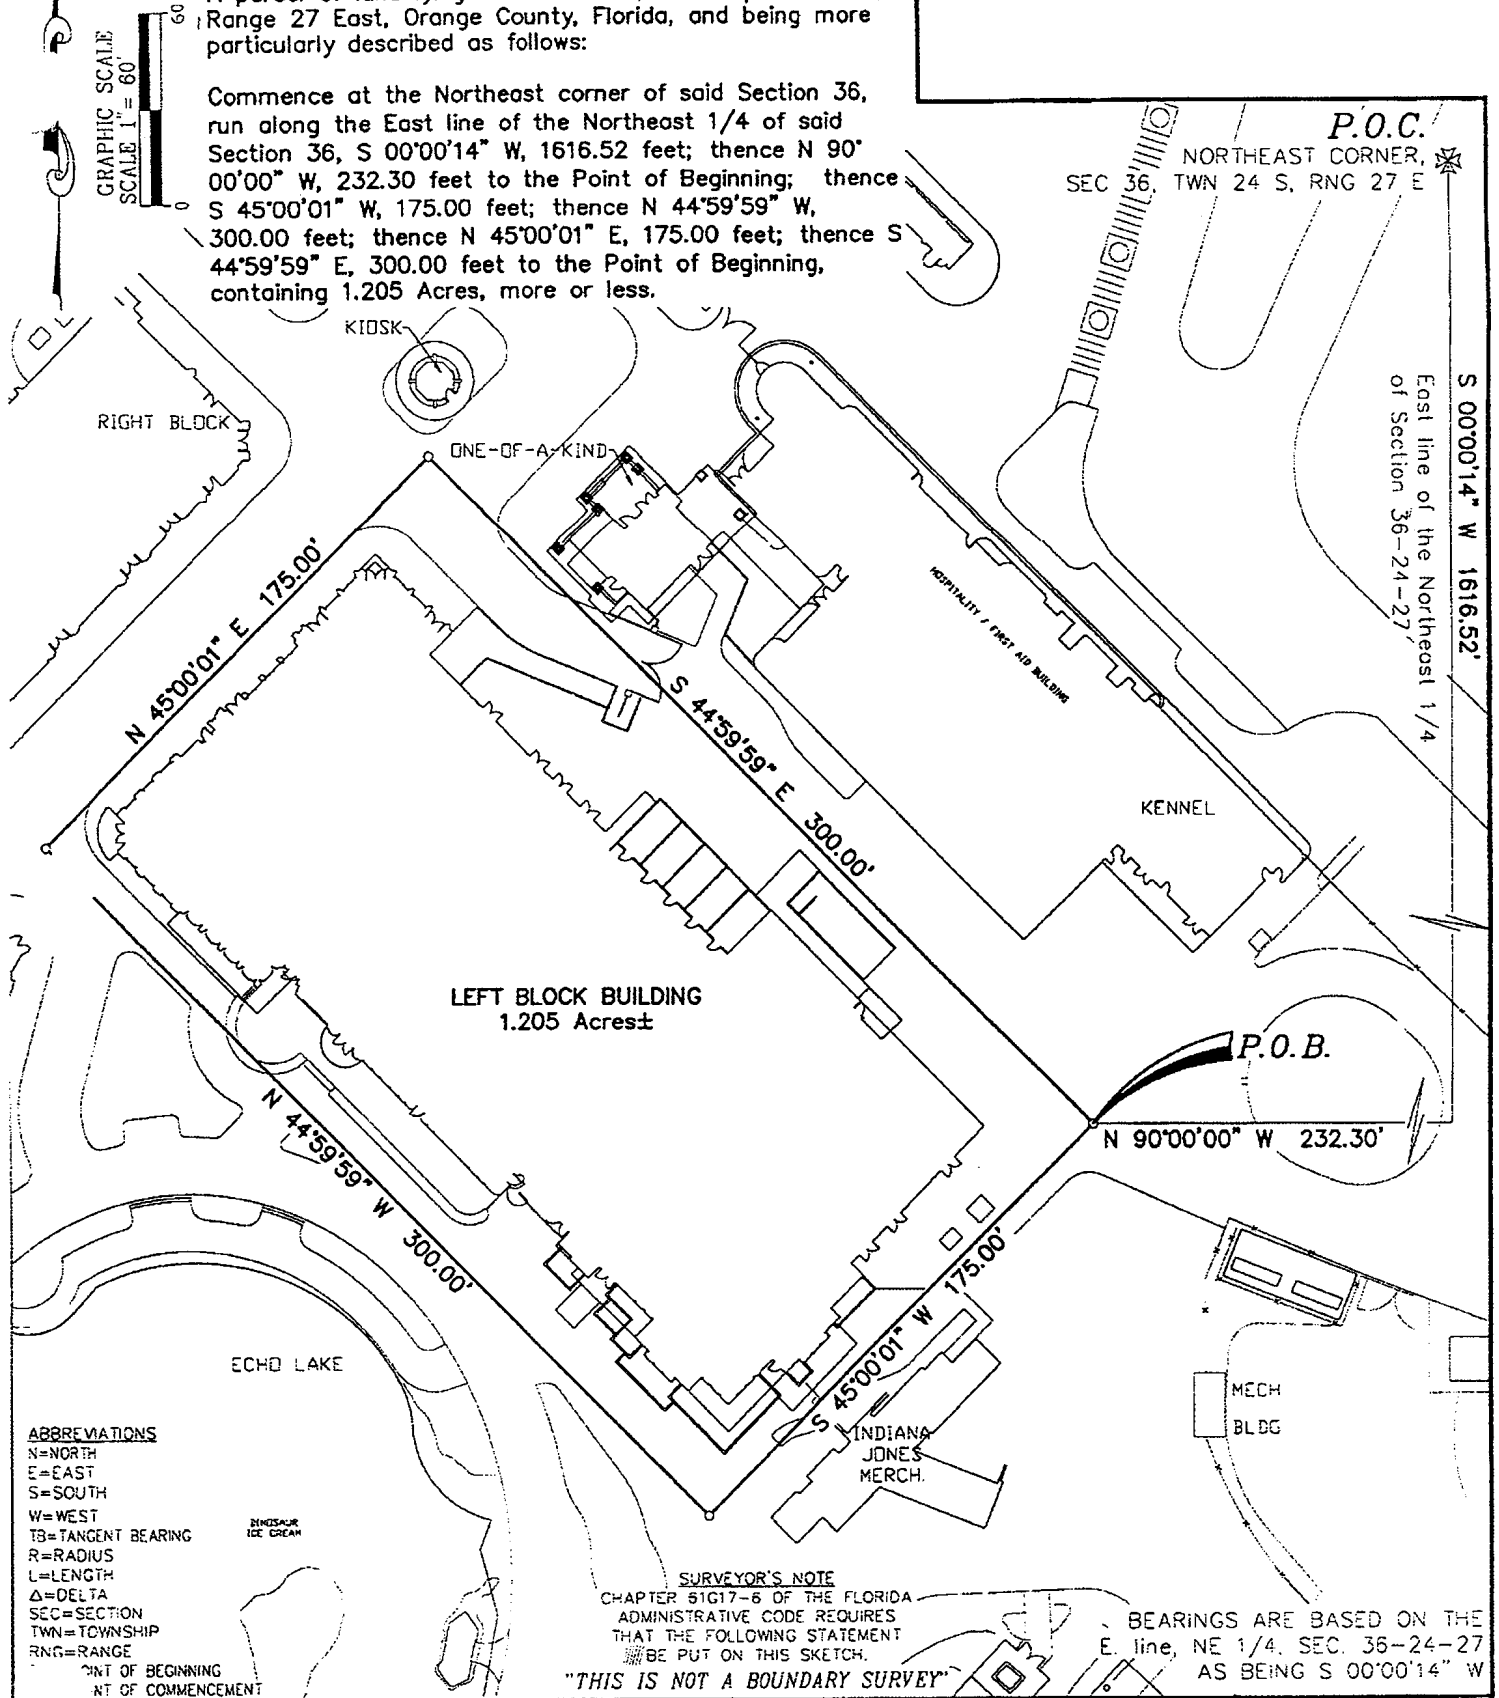 Range 27 East, Orange County, Florida, and being more
particularly described as follows:
Commence at the Northeast corner of said Section 36,
run along the East line of the Northeast 1/4 of said
Section 36, S 00°00'14" W, 1616.52 feet; thence N 90°
00'00" W, 232.30 feet to the Point of Beginning; thence
S 45°00'01" W, 175.00 feet; thence N 44°59'59" W,
300.00 feet; thence N 45°00'01" E, 175.00 feet; thence S
44°59'59" E, 300.00 feet to the Point of Beginning,
containing 1.205 Acres, more or less.
GRAPHIC SCALE
SCALE 1"= 60'
0
60
P.O.C.
NORTHEAST CORNER,
SEC 36, TWN 24 S, RNG 27 E
S 00°00'14" W 1616.52'
East line of the Northeast 1/4
of Section 36-24-27
KIOSK
RIGHT BLOCK
ONE-OF-A-KIND
HOSPITALITY / FIRST AID BUILDING
KENNEL
N 45°00'01" E 175.00'
S 44°59'59" E 300.00'
LEFT BLOCK BUILDING
1.205 Acres±
P.O.B.
N 90°00'00" W 232.30'
N 44°59'59" W 300.00'
S 45°00'01" W 175.00'
ECHO LAKE
INDIANA
JONES
MERCH.
MECH
BLDG
DINOSAUR
ICE CREAM
ABBREVIATIONS
N=NORTH
E=EAST
S=SOUTH
W=WEST
TB=TANGENT BEARING
R=RADIUS
L=LENGTH
Δ=DELTA
SEC=SECTION
TWN=TOWNSHIP
RNG=RANGE
INT OF BEGINNING
NT OF COMMENCEMENT
SURVEYOR'S NOTE
CHAPTER 61G17-6 OF THE FLORIDA
ADMINISTRATIVE CODE REQUIRES
THAT THE FOLLOWING STATEMENT
BE PUT ON THIS SKETCH.
"THIS IS NOT A BOUNDARY SURVEY"
BEARINGS ARE BASED ON THE
E. line, NE 1/4, SEC. 36-24-27
AS BEING S 00°00'14" W